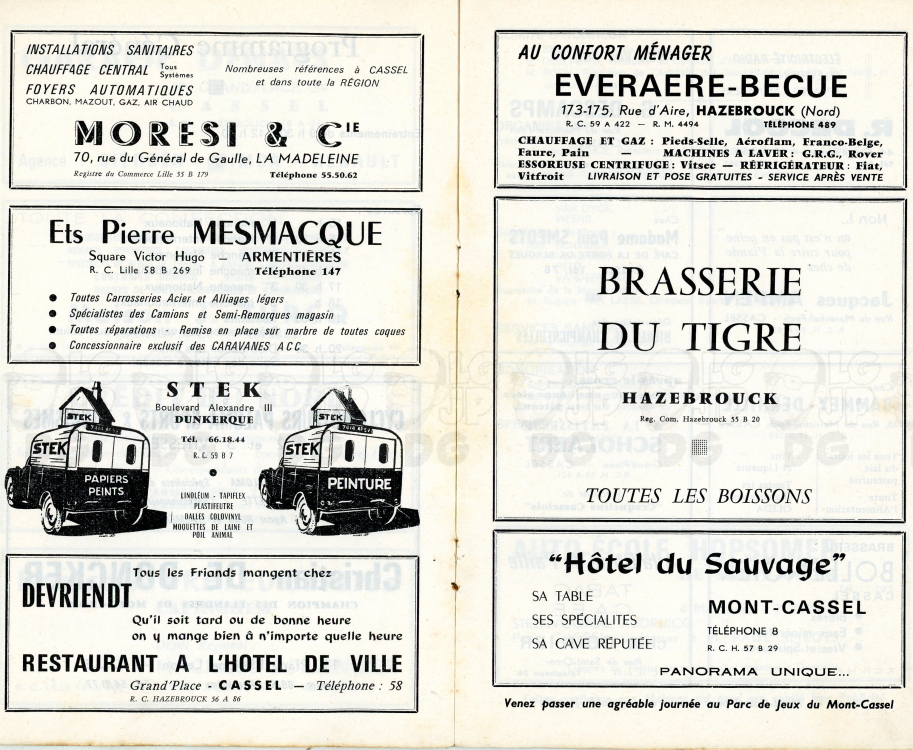 INSTALLATIONS SANITAIRES
CHAUFFAGE CENTRAL Tous Systèmes
FOYERS AUTOMATIQUES
CHARBON, MAZOUT, GAZ, AIR CHAUD
Nombreuses références à CASSEL
et dans toute la RÉGION
MORESI & CIE
70, rue du Général de Gaulle, LA MADELEINE
Registre du Commerce Lille 55 B 179 Téléphone 55.50.62
Ets Pierre MESMACQUE
Square Victor Hugo - ARMENTIÈRES
R. C. Lille 58 B 269 Téléphone 147
● Toutes Carrosseries Acier et Alliages légers
● Spécialistes des Camions et Semi-Remorques magasin
● Toutes réparations - Remise en place sur marbre de toutes coques
● Concessionnaire exclusif des CARAVANES A C C
STEK
Boulevard Alexandre III
DUNKERQUE
Tél. 66.18.44
R. C. 59 B 7
LINOLÉUM - TAPIFLEX
PLASTIFEUTRE
DALLES COLOVINYL
MOQUETTES DE LAINE ET
POIL ANIMAL
STEK
STEK
PAPIERS
PEINTS
STEK
STEK
PEINTURE
Tous les Friands mangent chez
DEVRIENDT
Qu'il soit tard ou de bonne heure
on y mange bien â n'importe quelle heure
RESTAURANT A L'HOTEL DE VILLE
Grand'Place - CASSEL — Téléphone : 58
R. C. HAZEBROUCK 56 A 86
AU CONFORT MÉNAGER
EVERAERE-BECUE
173-175, Rue d'Aire, HAZEBROUCK (Nord)
R. C. 59 A 422 — R. M. 4494 TÉLÉPHONE 489
CHAUFFAGE ET GAZ : Pieds-Selle, Aéroflam, Franco-Belge,
Faure, Pain — MACHINES A LAVER : G.R.G., Rover
ESSOREUSE CENTRIFUGE : Vitsec — RÉFRIGÉRATEUR : Fiat,
Vitfroit LIVRAISON ET POSE GRATUITES - SERVICE APRÈS VENTE
BRASSERIE
DU TIGRE
HAZEBROUCK
Reg. Com. Hazebrouck 55 B 20
TOUTES LES BOISSONS
"Hôtel du Sauvage"
SA TABLE
SES SPÉCIALITES
SA CAVE RÉPUTÉE
MONT-CASSEL
TÉLÉPHONE 8
R. C. H. 57 B 29
PANORAMA UNIQUE...
Venez passer une agréable journée au Parc de Jeux du Mont-Cassel